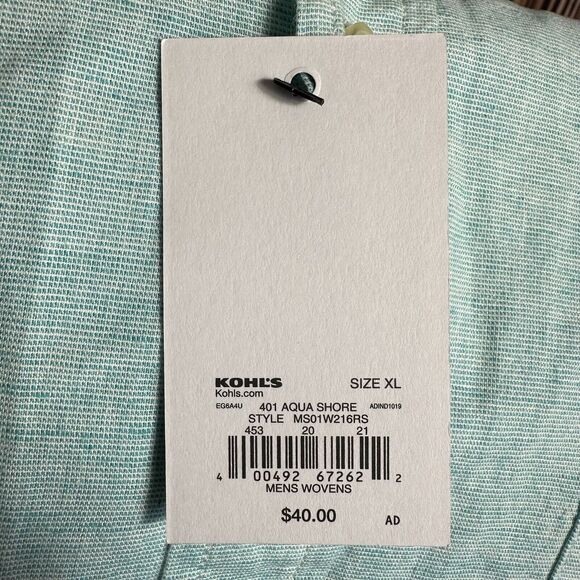 KOHL'S SIZE XL
Kohls.com
EG6A4U 401 AQUA SHORE ADIND1019
STYLE MS01W216RS
453 20 21
4 00492 67262 2
MENS WOVENS
$40.00 AD